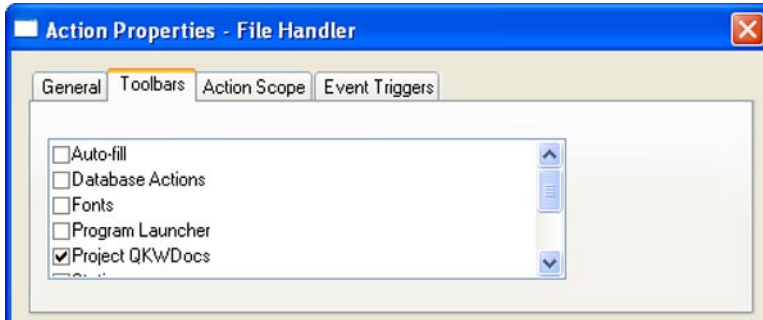 Action Properties - File Handler
General Toolbars Action Scope Event Triggers
Auto-fill
Database Actions
Fonts
Program Launcher
Project QKWDocs